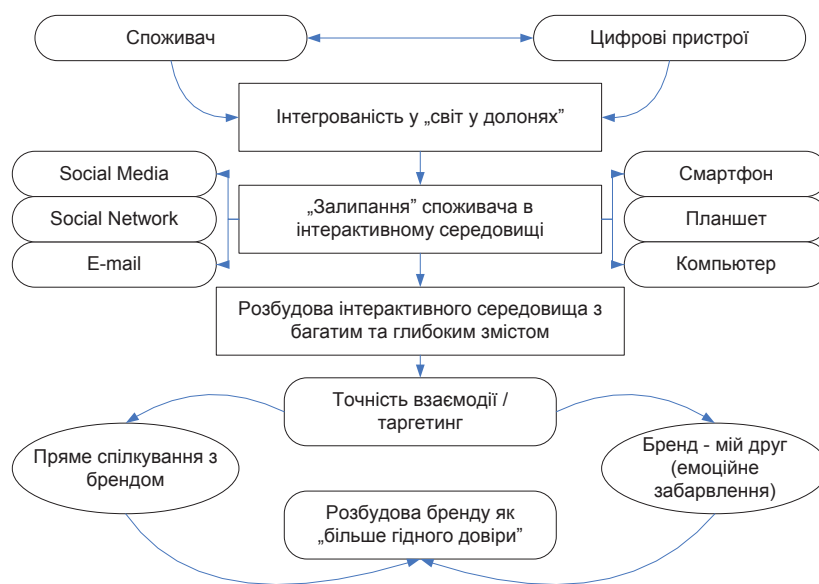 Споживач
Цифрові пристрої
Інтегрованість у „світ у долонях”
Social Media
Social Network
E-mail
„Залипання” споживача в
інтерактивному середовищі
Смартфон
Планшет
Компьютер
Розбудова інтерактивного середовища з
багатим та глибоким змістом
Точність взаємодії /
таргетинг
Пряме спілкування з
брендом
Бренд - мій друг
(емоційне
забарвлення)
Розбудова бренду як
„більше гідного довіри”